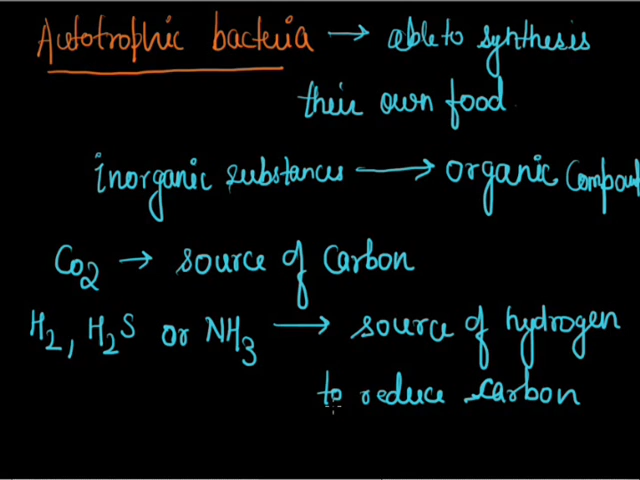 Autotrophic bacteria → able to synthesis
their own food
inorganic substances → organic Compoun
CO2 → source of Carbon
H2, H2S or NH3 → source of hydrogen
to reduce carbon